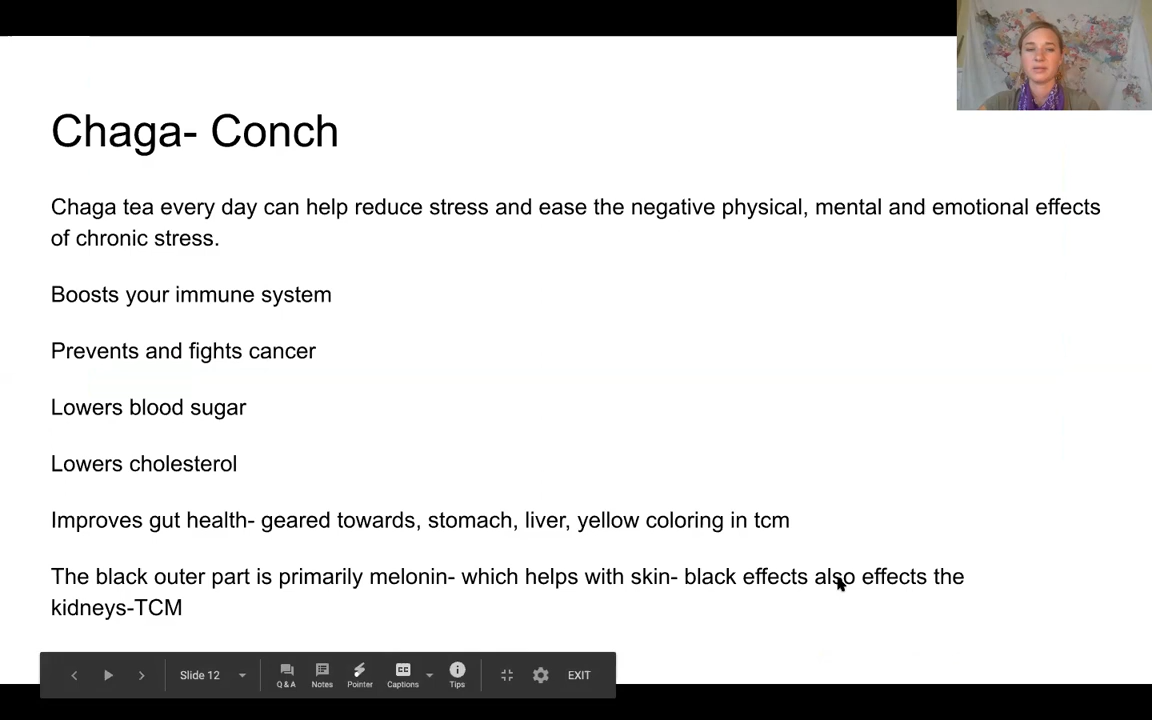 Chaga- Conch
Chaga tea every day can help reduce stress and ease the negative physical, mental and emotional effects
of chronic stress.
Boosts your immune system
Prevents and fights cancer
Lowers blood sugar
Lowers cholesterol
Improves gut health- geared towards, stomach, liver, yellow coloring in tcm
The black outer part is primarily melonin- which helps with skin- black effects also effects the
kidneys-TCM
Slide 12
Q & A
Notes
Pointer
CC
Captions
Tips
EXIT